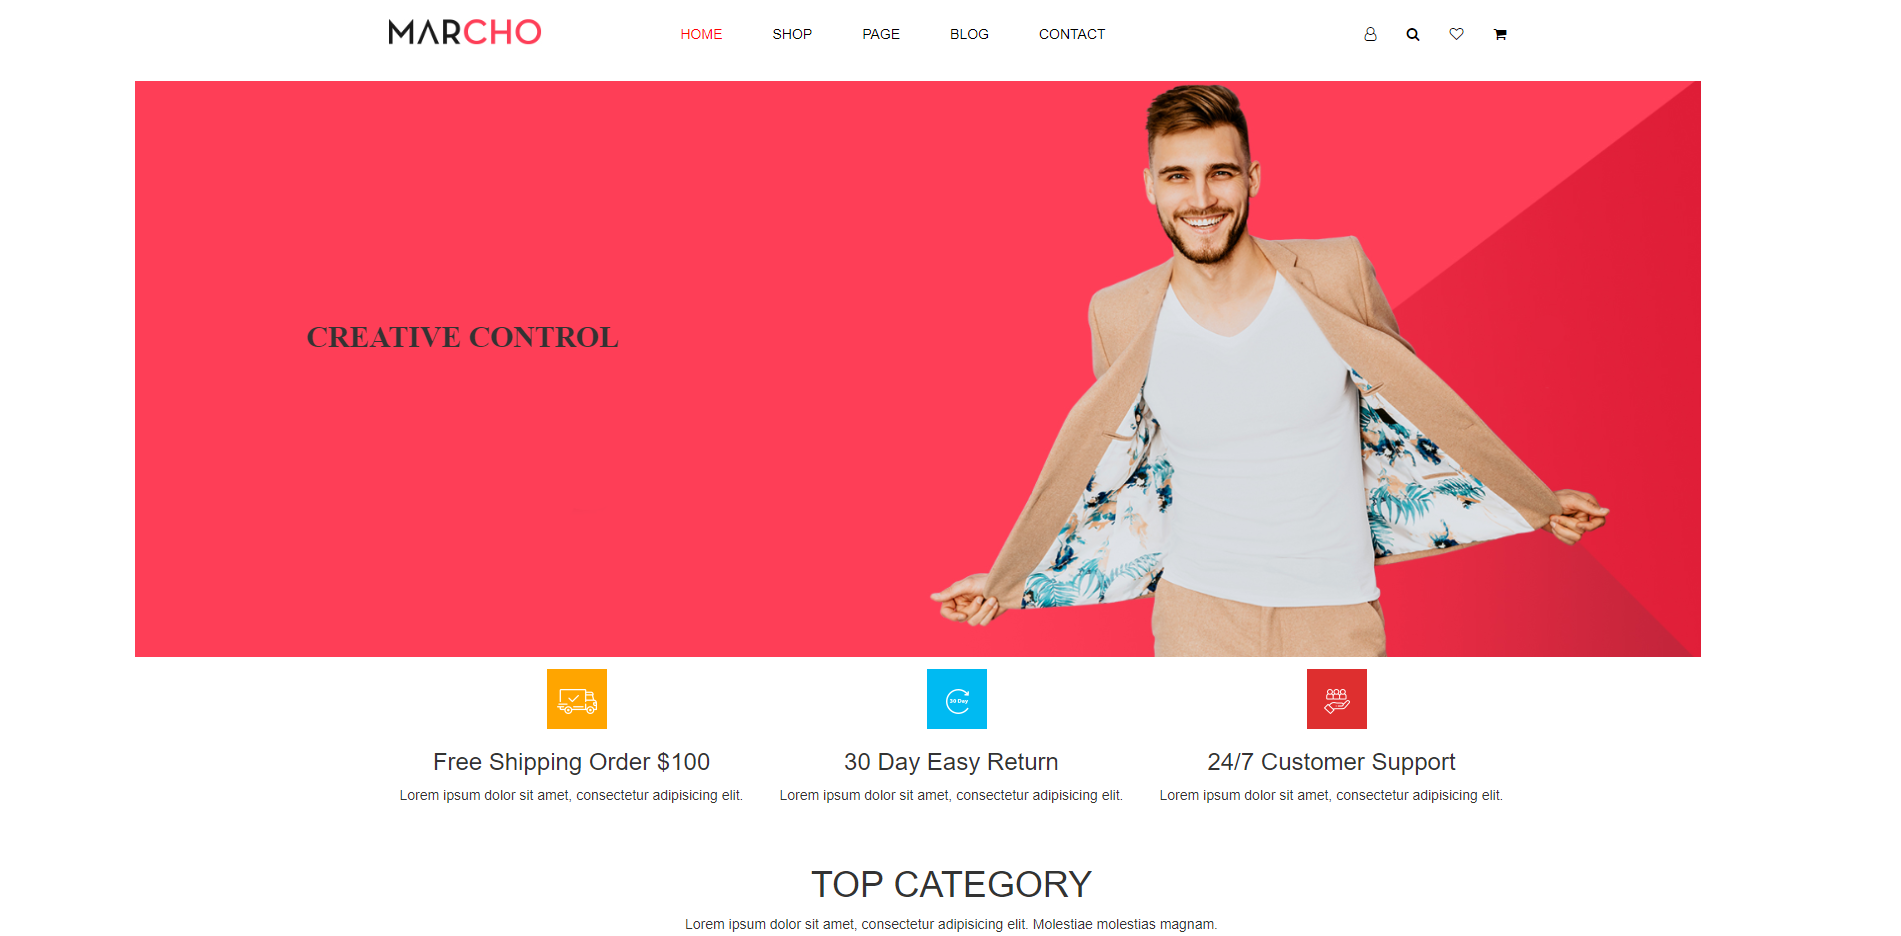 MARCHO
HOME SHOP PAGE BLOG CONTACT
CREATIVE CONTROL
30 Day
Free Shipping Order $100
Lorem ipsum dolor sit amet, consectetur adipisicing elit.
30 Day Easy Return
Lorem ipsum dolor sit amet, consectetur adipisicing elit.
24/7 Customer Support
Lorem ipsum dolor sit amet, consectetur adipisicing elit.
TOP CATEGORY
Lorem ipsum dolor sit amet, consectetur adipisicing elit. Molestiae molestias magnam.